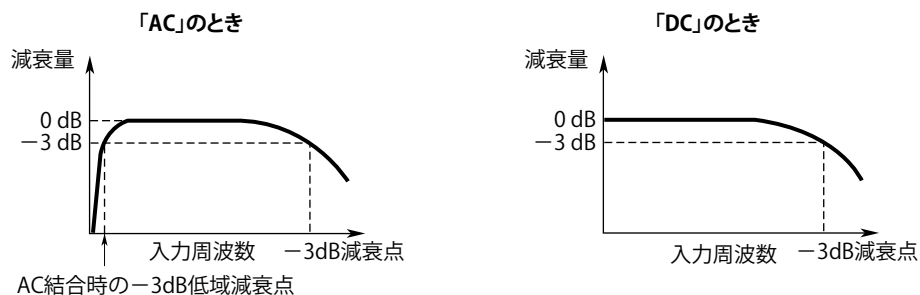 「AC」のとき
減衰量
0 dB
－3 dB
入力周波数
－3dB減衰点
AC結合時の－3dB低域減衰点
「DC」のとき
減衰量
0 dB
－3 dB
入力周波数
－3dB減衰点